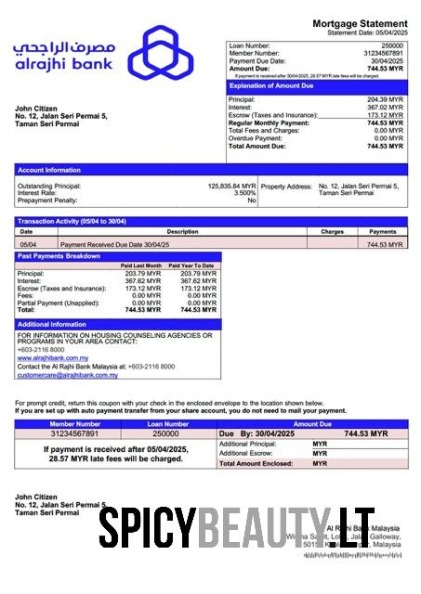 Mortgage Statement
Statement Date: 05/04/2025
مصرف الراجحي
alrajhi bank
Loan Number: 250000
Member Number: 31234567891
Payment Due Date: 30/04/2025
Amount Due: 744.53 MYR
If payment is received after 30/04/2025, 28.57 MYR late fees will be charged.
Explanation of Amount Due
Principal: 204.39 MYR
Interest: 367.02 MYR
Escrow (Taxes and Insurance): 173.12 MYR
Regular Monthly Payment: 744.53 MYR
Total Fees and Charges: 0.00 MYR
Overdue Payment: 0.00 MYR
Total Amount Due: 744.53 MYR
John Citizen
No. 12, Jalan Seri Permai 5,
Taman Seri Permai
Account Information
Outstanding Principal: 125,835.84 MYR
Interest Rate: 3.500%
Prepayment Penalty: No
Property Address: No. 12, Jalan Seri Permai 5,
Taman Seri Permai
Transaction Activity (05/04 to 30/04)
Date Description Charges Payments
05/04 Payment Received Due Date 30/04/25 744.53 MYR
Past Payments Breakdown
Paid Last Month Paid Year To Date
Principal: 203.79 MYR 203.79 MYR
Interest: 367.62 MYR 367.62 MYR
Escrow (Taxes and Insurance): 173.12 MYR 173.12 MYR
Fees: 0.00 MYR 0.00 MYR
Partial Payment (Unapplied): 0.00 MYR 0.00 MYR
Total: 744.53 MYR 744.53 MYR
Additional Information
FOR INFORMATION ON HOUSING COUNSELING AGENCIES OR
PROGRAMS IN YOUR AREA CONTACT:
+603-2116 8000
www.alrajhibank.com.my
Contact the Al Rajhi Bank Malaysia at: +603-2116 8000
customercare@alrajhibank.com.my
For prompt credit, return this coupon with your check in the enclosed envelope to the location shown below.
If you are set up with auto payment transfer from your share account, you do not need to mail your payment.
Member Number Loan Number Amount Due
31234567891 250000 Due By: 30/04/2025 744.53 MYR
If payment is received after 05/04/2025,
28.57 MYR late fees will be charged.
Additional Principal: MYR
Additional Escrow: MYR
Total Amount Enclosed: MYR
John Citizen
No. 12, Jalan Seri Permai 5,
Taman Seri Permai
SPICYBEAUTY.LT
Al Rajhi Bank Malaysia
Galloway,
Malaysia